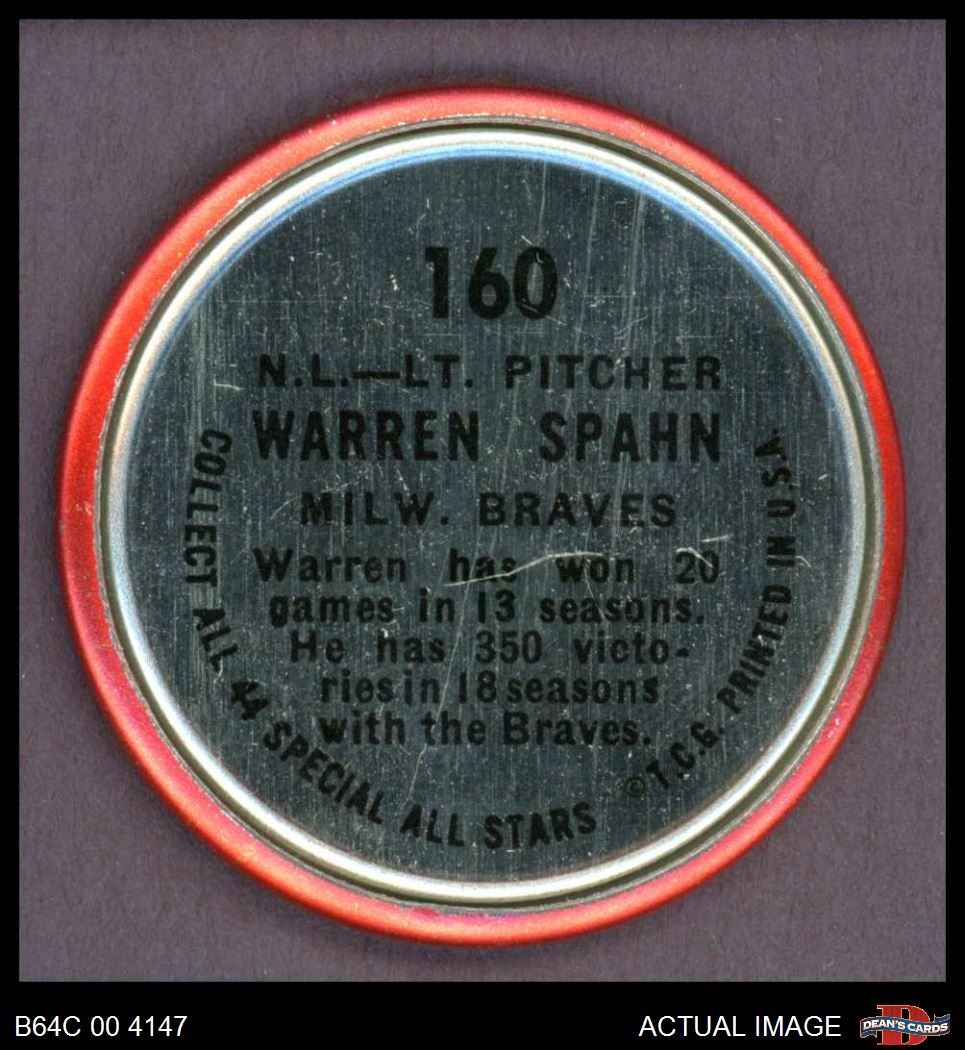 160
N.L.—LT. PITCHER
WARREN SPAHN
MILW. BRAVES
Warren has won 20
games in 13 seasons.
He has 350 victo-
ries in 18 seasons
with the Braves.
COLLECT ALL 44 SPECIAL ALL STARS
© T.C.G. PRINTED IN U.S.A.
B64C 00 4147
ACTUAL IMAGE
DEAN'S CARDS